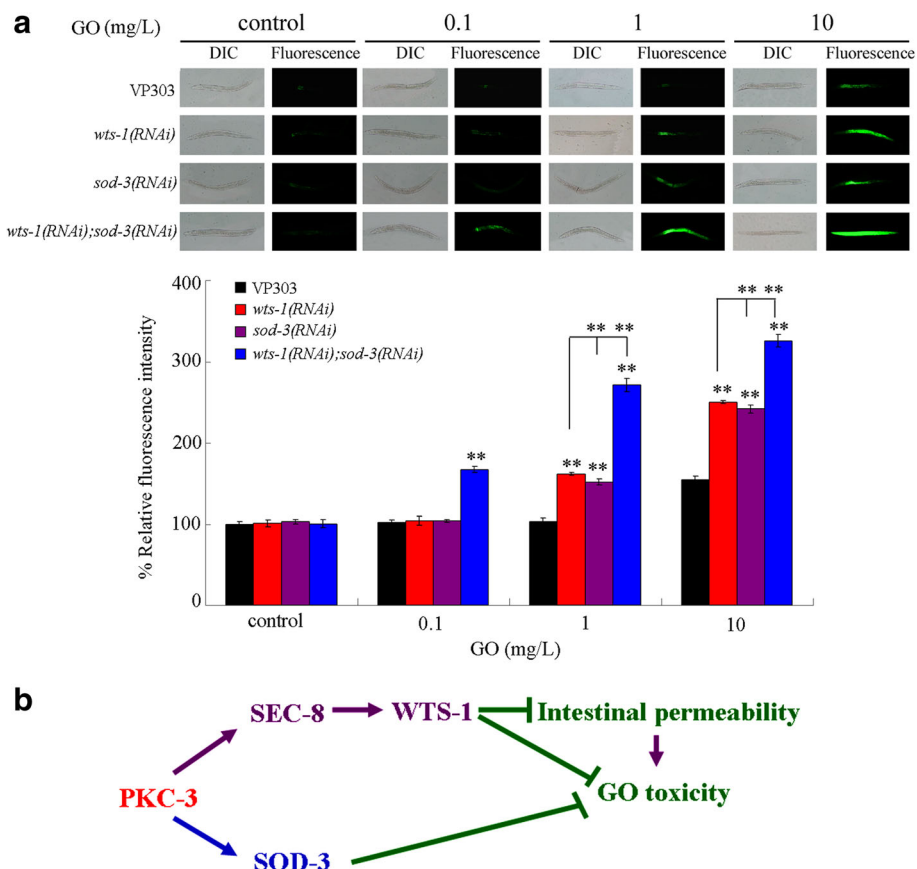 a
GO (mg/L) control 0.1 1 10
DIC Fluorescence DIC Fluorescence DIC Fluorescence DIC Fluorescence
VP303
wts-1(RNAi)
sod-3(RNAi)
wts-1(RNAi);sod-3(RNAi)
% Relative fluorescence intensity
400
300
200
100
0
VP303
wts-1(RNAi)
sod-3(RNAi)
wts-1(RNAi);sod-3(RNAi)
** **
** **
**
**
** **
**
** **
**
control 0.1 1 10
GO (mg/L)
b
SEC-8 WTS-1 Intestinal permeability
PKC-3 GO toxicity
SOD-3